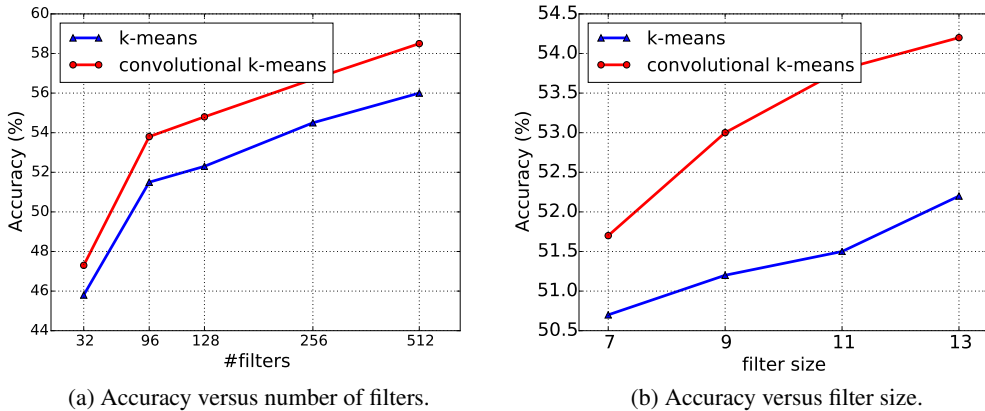 60
58
56
54
52
50
48
46
44
Accuracy (%)
k-means
convolutional k-means
32 96 128 256 512
#filters
(a) Accuracy versus number of filters.
54.5
54.0
53.5
53.0
52.5
52.0
51.5
51.0
50.5
Accuracy (%)
k-means
convolutional k-means
7 9 11 13
filter size
(b) Accuracy versus filter size.